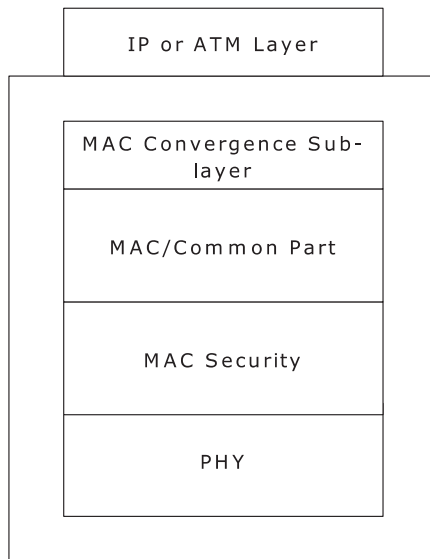 IP or ATM Layer
MAC Convergence Sub-
layer
MAC/Common Part
MAC Security
PHY